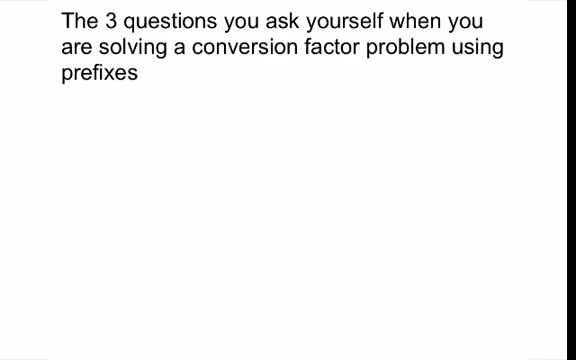 The 3 questions you ask yourself when you
are solving a conversion factor problem using
prefixes